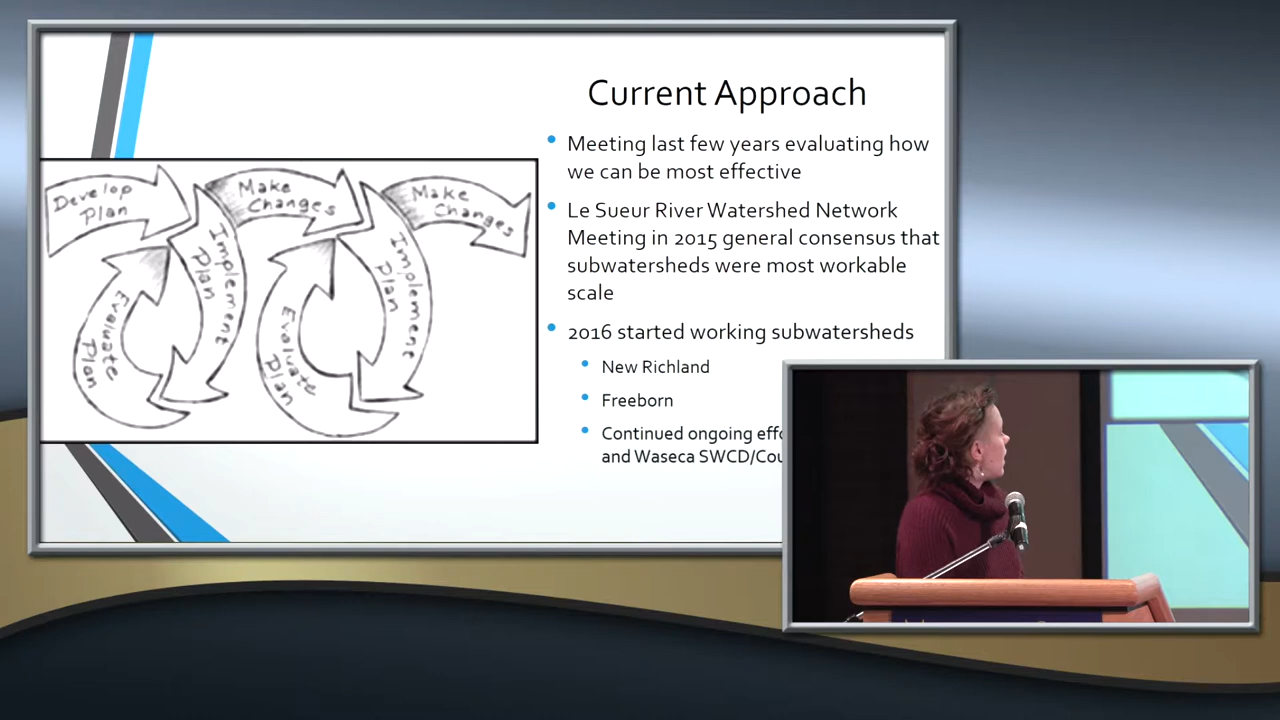 Current Approach
Meeting last few years evaluating how
we can be most effective
Le Sueur River Watershed Network
Meeting in 2015 general consensus that
subwatersheds were most workable
scale
2016 started working subwatersheds
New Richland
Freeborn
Continued ongoing
and Waseca
Develop
Plan
Implement
Plan
Evaluate
Plan
Make
Changes
Implement
Plan
Evaluate
Plan
Make
Changes